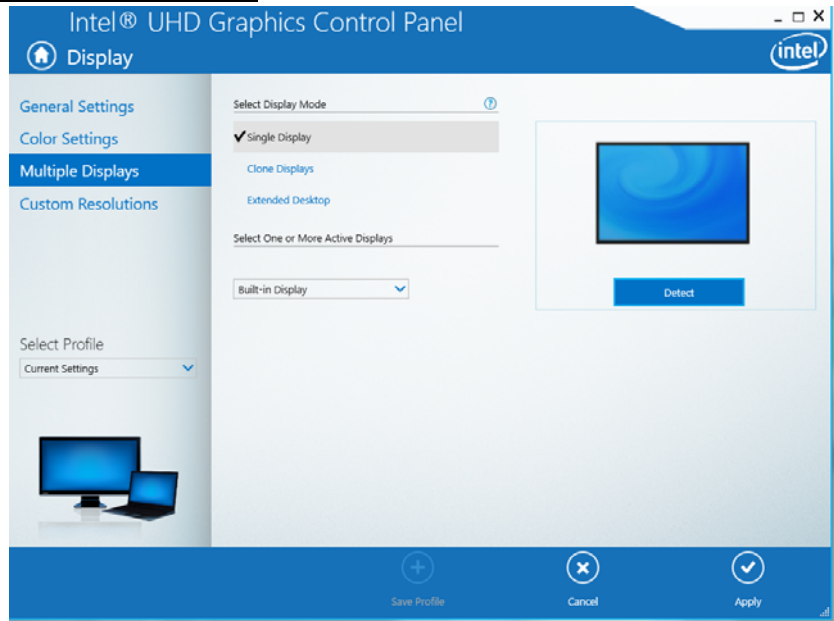 Intel® UHD Graphics Control Panel
Display
intel
General Settings
Color Settings
Multiple Displays
Custom Resolutions
Select Profile
Current Settings
Select Display Mode
?
Single Display
Clone Displays
Extended Desktop
Select One or More Active Displays
Built-in Display
Detect
Save Profile
Cancel
Apply